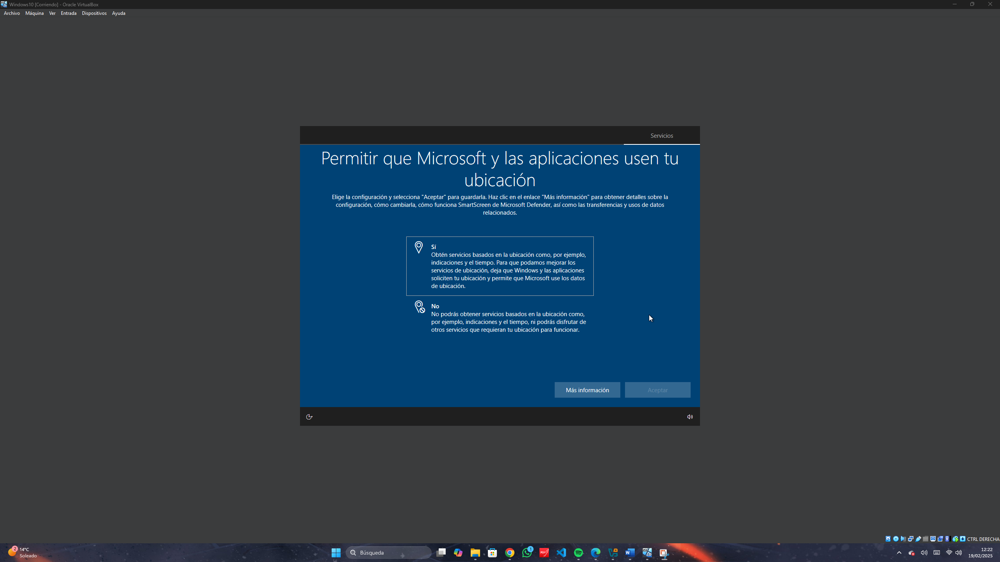 Windows10 [Corriendo] - Oracle VirtualBox
Archivo Máquina Ver Entrada Dispositivos Ayuda
Servicios
Permitir que Microsoft y las aplicaciones usen tu
ubicación
Elige la configuración y selecciona "Aceptar" para guardarla. Haz clic en el enlace "Más información" para obtener detalles sobre la
configuración, cómo cambiarla, cómo funciona SmartScreen de Microsoft Defender, así como las transferencias y usos de datos
relacionados.
Sí
Obtén servicios basados en la ubicación como, por ejemplo,
indicaciones y el tiempo. Para que podamos mejorar los
servicios de ubicación, deja que Windows y las aplicaciones
soliciten tu ubicación y permite que Microsoft use los datos
de ubicación.
No
No podrás obtener servicios basados en la ubicación como,
por ejemplo, indicaciones y el tiempo, ni podrás disfrutar de
otros servicios que requieran tu ubicación para funcionar.
Más información Aceptar
CTRL DERECHA
2 14°C
Soleado
Búsqueda
1
PDF
W
x64
10
12:22
19/02/2025